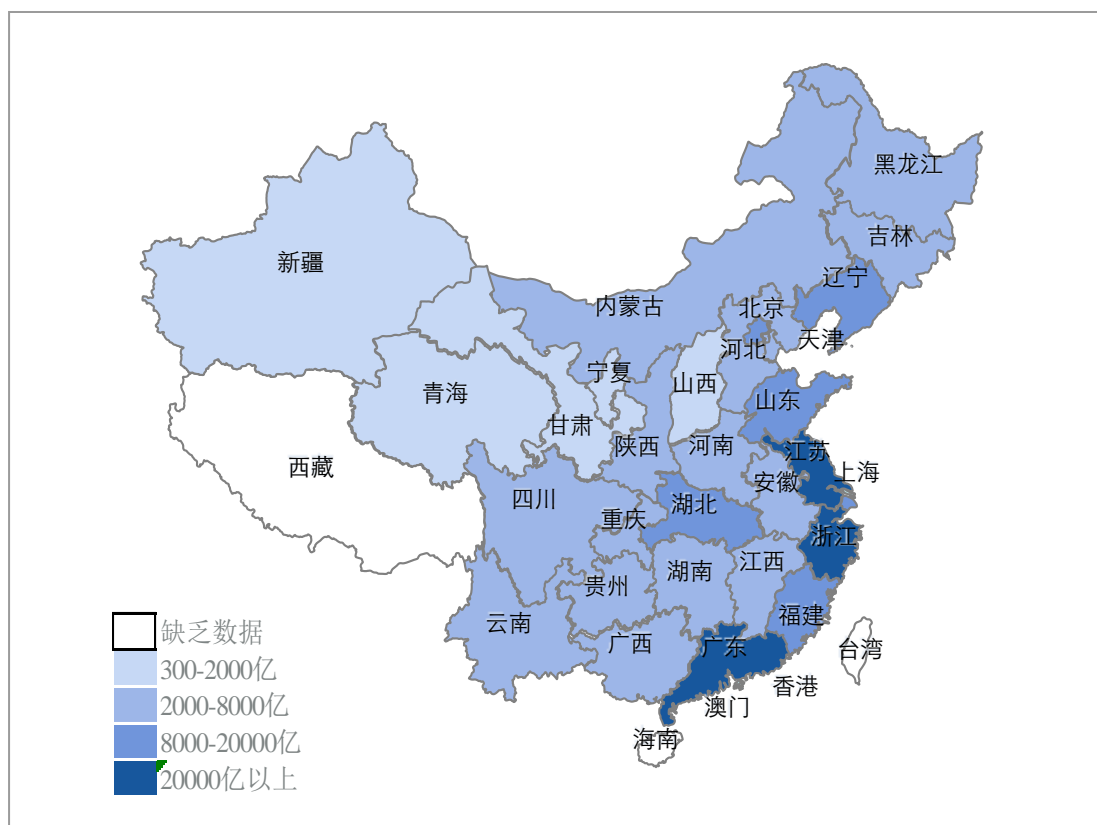 黑龙江
吉林
新疆
辽宁
内蒙古
北京
天津
河北
宁夏
山西
青海
山东
甘肃
陕西
河南
江苏
西藏
上海
安徽
四川
湖北
重庆
浙江
江西
湖南
贵州
福建
云南
广西
广东
台湾
香港
澳门
海南
缺乏数据
300-2000亿
2000-8000亿
8000-20000亿
20000亿以上